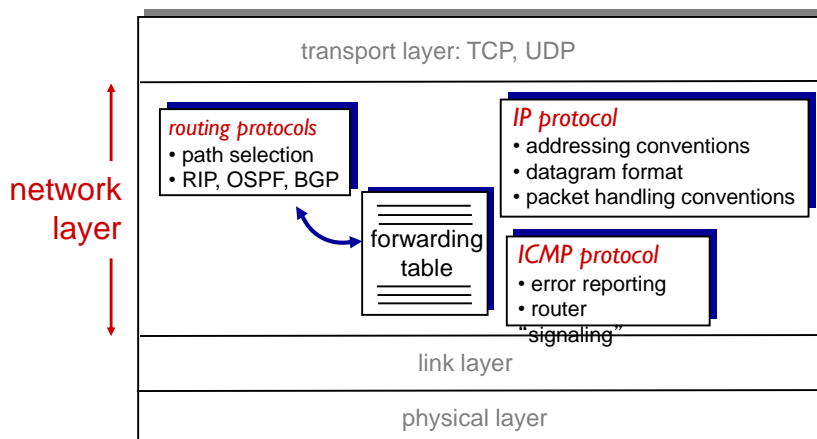 transport layer: TCP, UDP
network
layer
routing protocols
• path selection
• RIP, OSPF, BGP
forwarding
table
IP protocol
• addressing conventions
• datagram format
• packet handling conventions
ICMP protocol
• error reporting
• router
“signaling”
link layer
physical layer